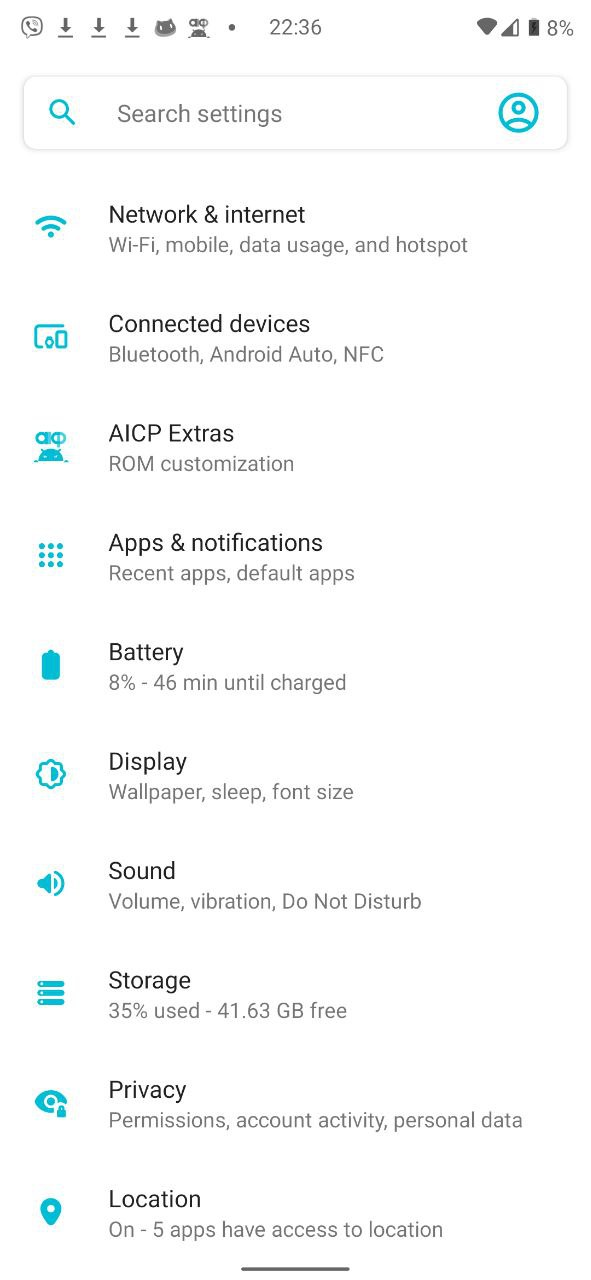 22:36
8%
Search settings
Network & internet
Wi-Fi, mobile, data usage, and hotspot
Connected devices
Bluetooth, Android Auto, NFC
AICP Extras
ROM customization
Apps & notifications
Recent apps, default apps
Battery
8% - 46 min until charged
Display
Wallpaper, sleep, font size
Sound
Volume, vibration, Do Not Disturb
Storage
35% used - 41.63 GB free
Privacy
Permissions, account activity, personal data
Location
On - 5 apps have access to location